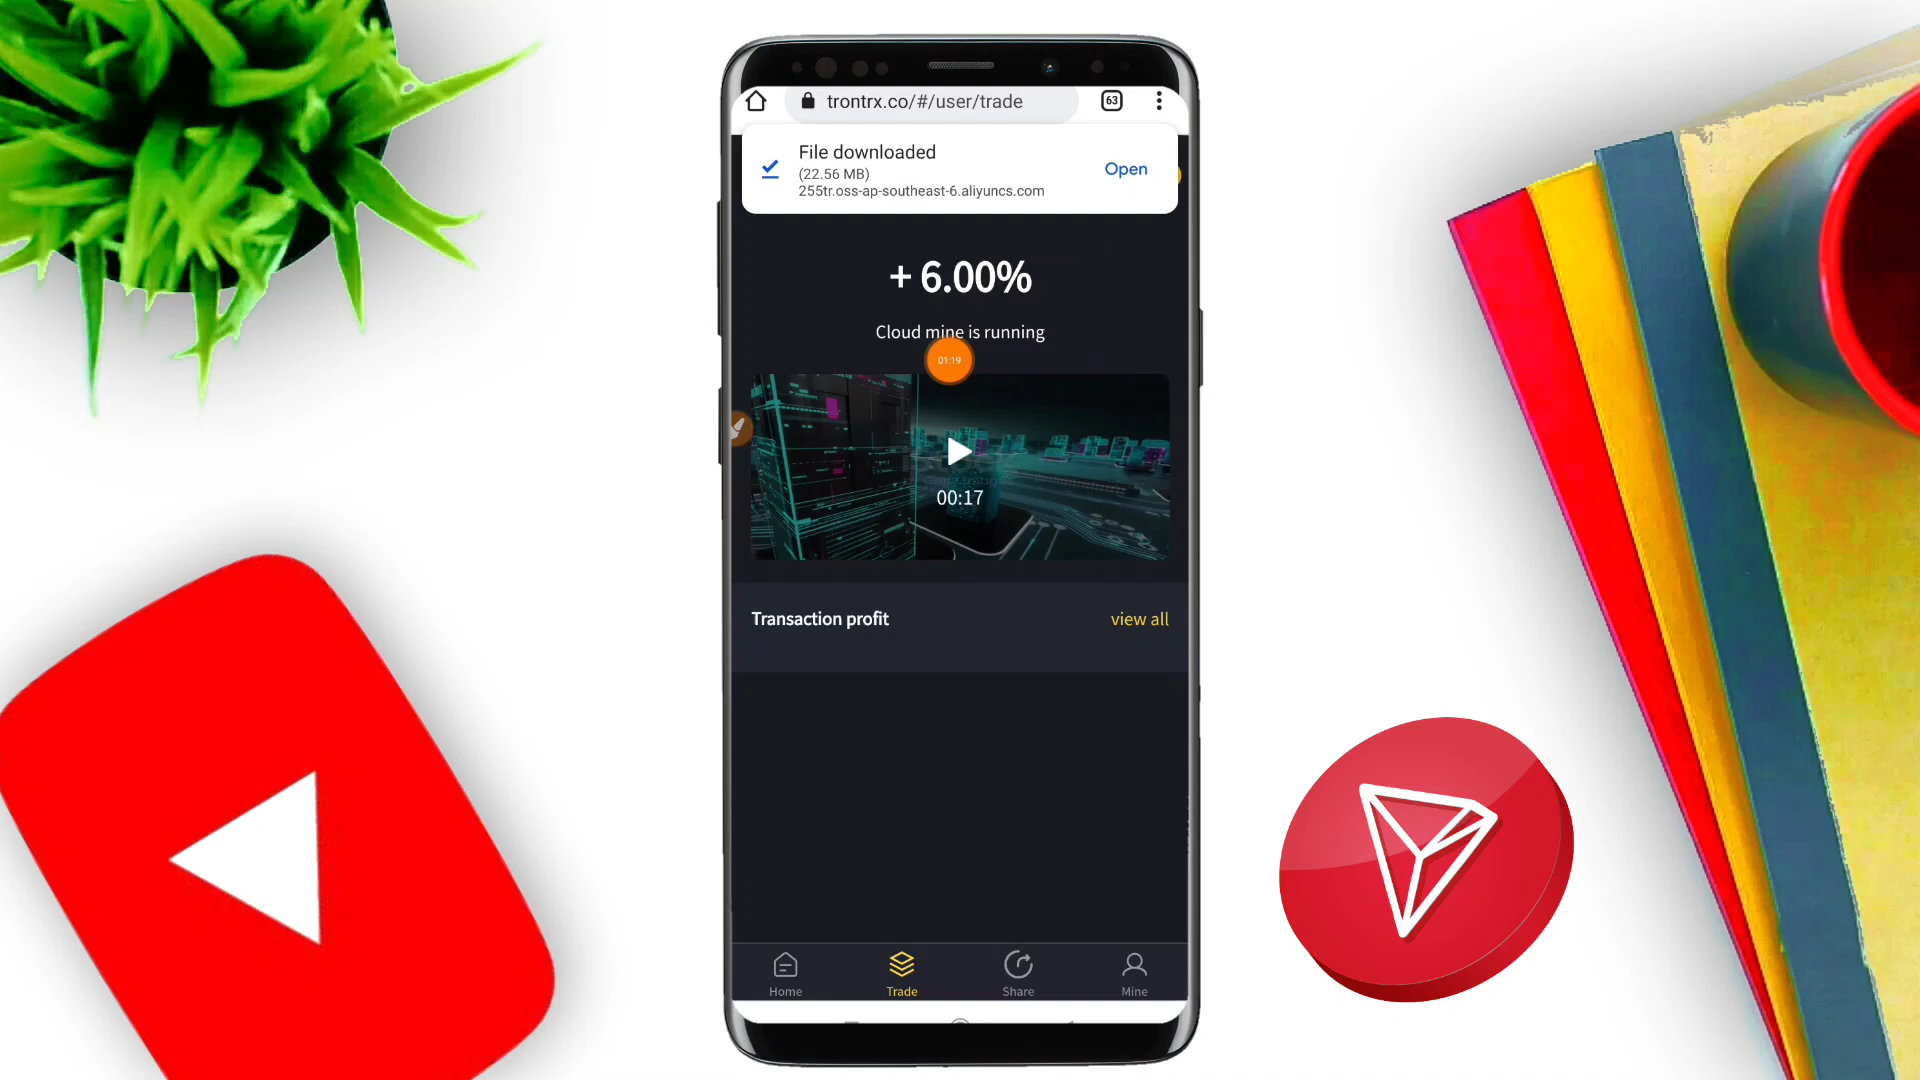 trontrx.co/#/user/trade
63
File downloaded
(22.56 MB)
Open
255tr.oss-ap-southeast-6.aliyuncs.com
+ 6.00%
Cloud mine is running
01:19
00:17
Transaction profit
view all
Home
Trade
Share
Mine